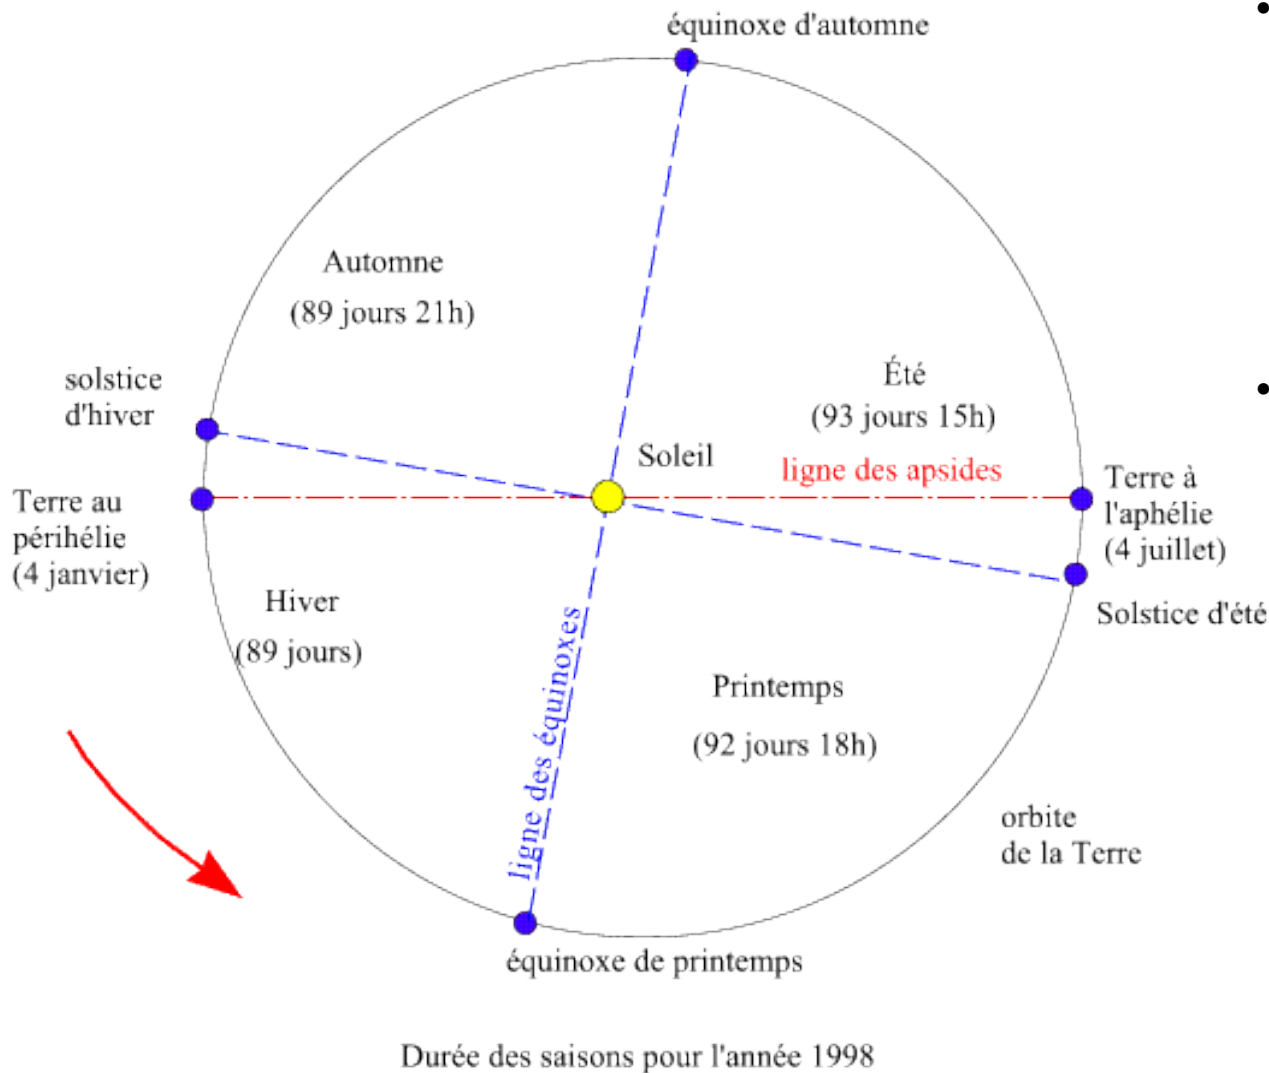 équinoxe d'automne
Automne
(89 jours 21h)
solstice
d'hiver
Été
(93 jours 15h)
Soleil
ligne des apsides
Terre à
l'aphélie
(4 juillet)
Terre au
périhélie
(4 janvier)
Hiver
(89 jours)
Solstice d'été
ligne des équinoxes
Printemps
(92 jours 18h)
orbite
de la Terre
équinoxe de printemps
Durée des saisons pour l'année 1998